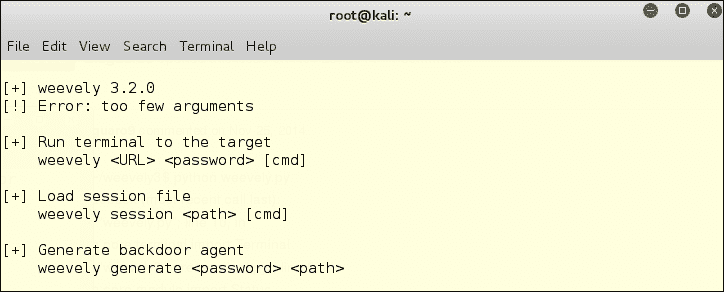 root@kali: ~
File Edit View Search Terminal Help
[+] weevely 3.2.0
[!] Error: too few arguments
[+] Run terminal to the target
weevely <URL> <password> [cmd]
[+] Load session file
weevely session <path> [cmd]
[+] Generate backdoor agent
weevely generate <password> <path>